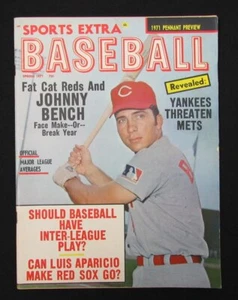 "SPORTS EXTRA"
1971 PENNANT PREVIEW
BASEBALL
Fat Cat Reds And
JOHNNY
BENCH
Face Make—Or—
Break Year
Revealed:
YANKEES
THREATEN
METS
OFFICIAL
MAJOR LEAGUE
AVERAGES
SHOULD BASEBALL
HAVE
INTER-LEAGUE
PLAY?
CAN LUIS APARICIO
MAKE RED SOX GO?